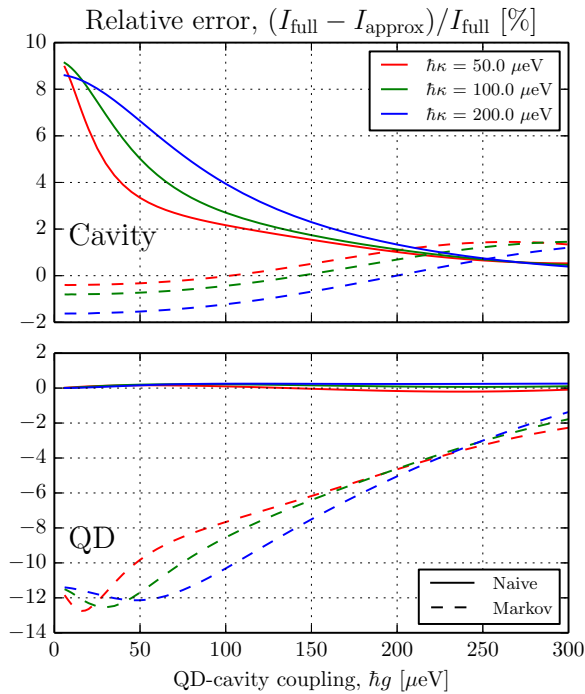 Relative error, (I_full − I_approx)/I_full [%]
10
8
6
4
2
0
−2
ħκ = 50.0 μeV
ħκ = 100.0 μeV
ħκ = 200.0 μeV
Cavity
2
0
−2
−4
−6
−8
−10
−12
−14
QD
Naive
Markov
0 50 100 150 200 250 300
QD-cavity coupling, ħg [μeV]